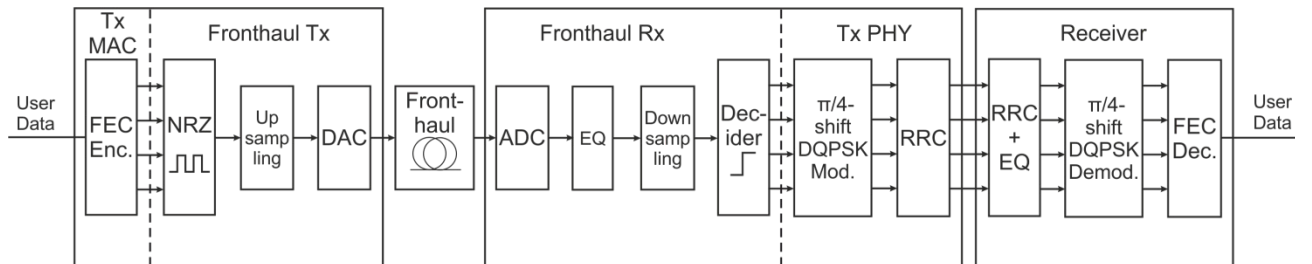 Tx
MAC
Fronthaul Tx
Fronthaul Rx
Tx PHY
Receiver
User
Data
FEC
Enc.
NRZ
Up
samp
ling
DAC
Front-
haul
ADC
EQ
Down
samp
ling
Dec-
ider
π/4-
shift
DQPSK
Mod.
RRC
RRC
+
EQ
π/4-
shift
DQPSK
Demod.
FEC
Dec.
User
Data